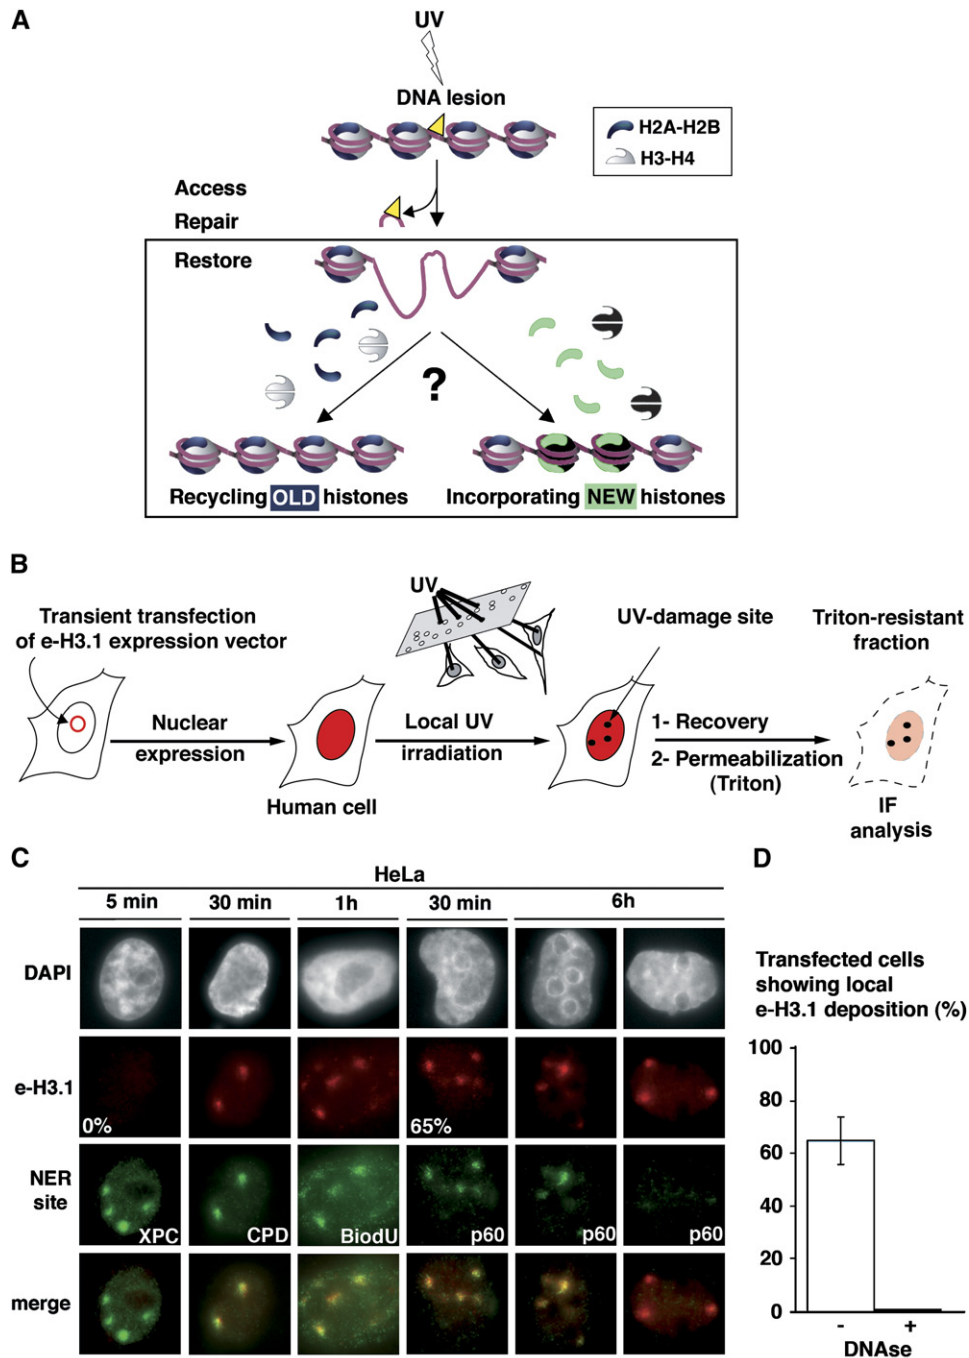 A
UV
DNA lesion
H2A-H2B
H3-H4
Access
Repair
Restore
?
Recycling OLD histones
Incorporating NEW histones
B
UV
Transient transfection
of e-H3.1 expression vector
UV-damage site
Triton-resistant
fraction
Nuclear
expression
Local UV
irradiation
1- Recovery
2- Permeabilization
(Triton)
Human cell
IF
analysis
C
HeLa
5 min
30 min
1h
30 min
6h
DAPI
e-H3.1
0%
65%
NER
site
XPC
CPD
BiodU
p60
p60
p60
merge
D
Transfected cells
showing local
e-H3.1 deposition (%)
100
80
60
40
20
0
-
+
DNAse